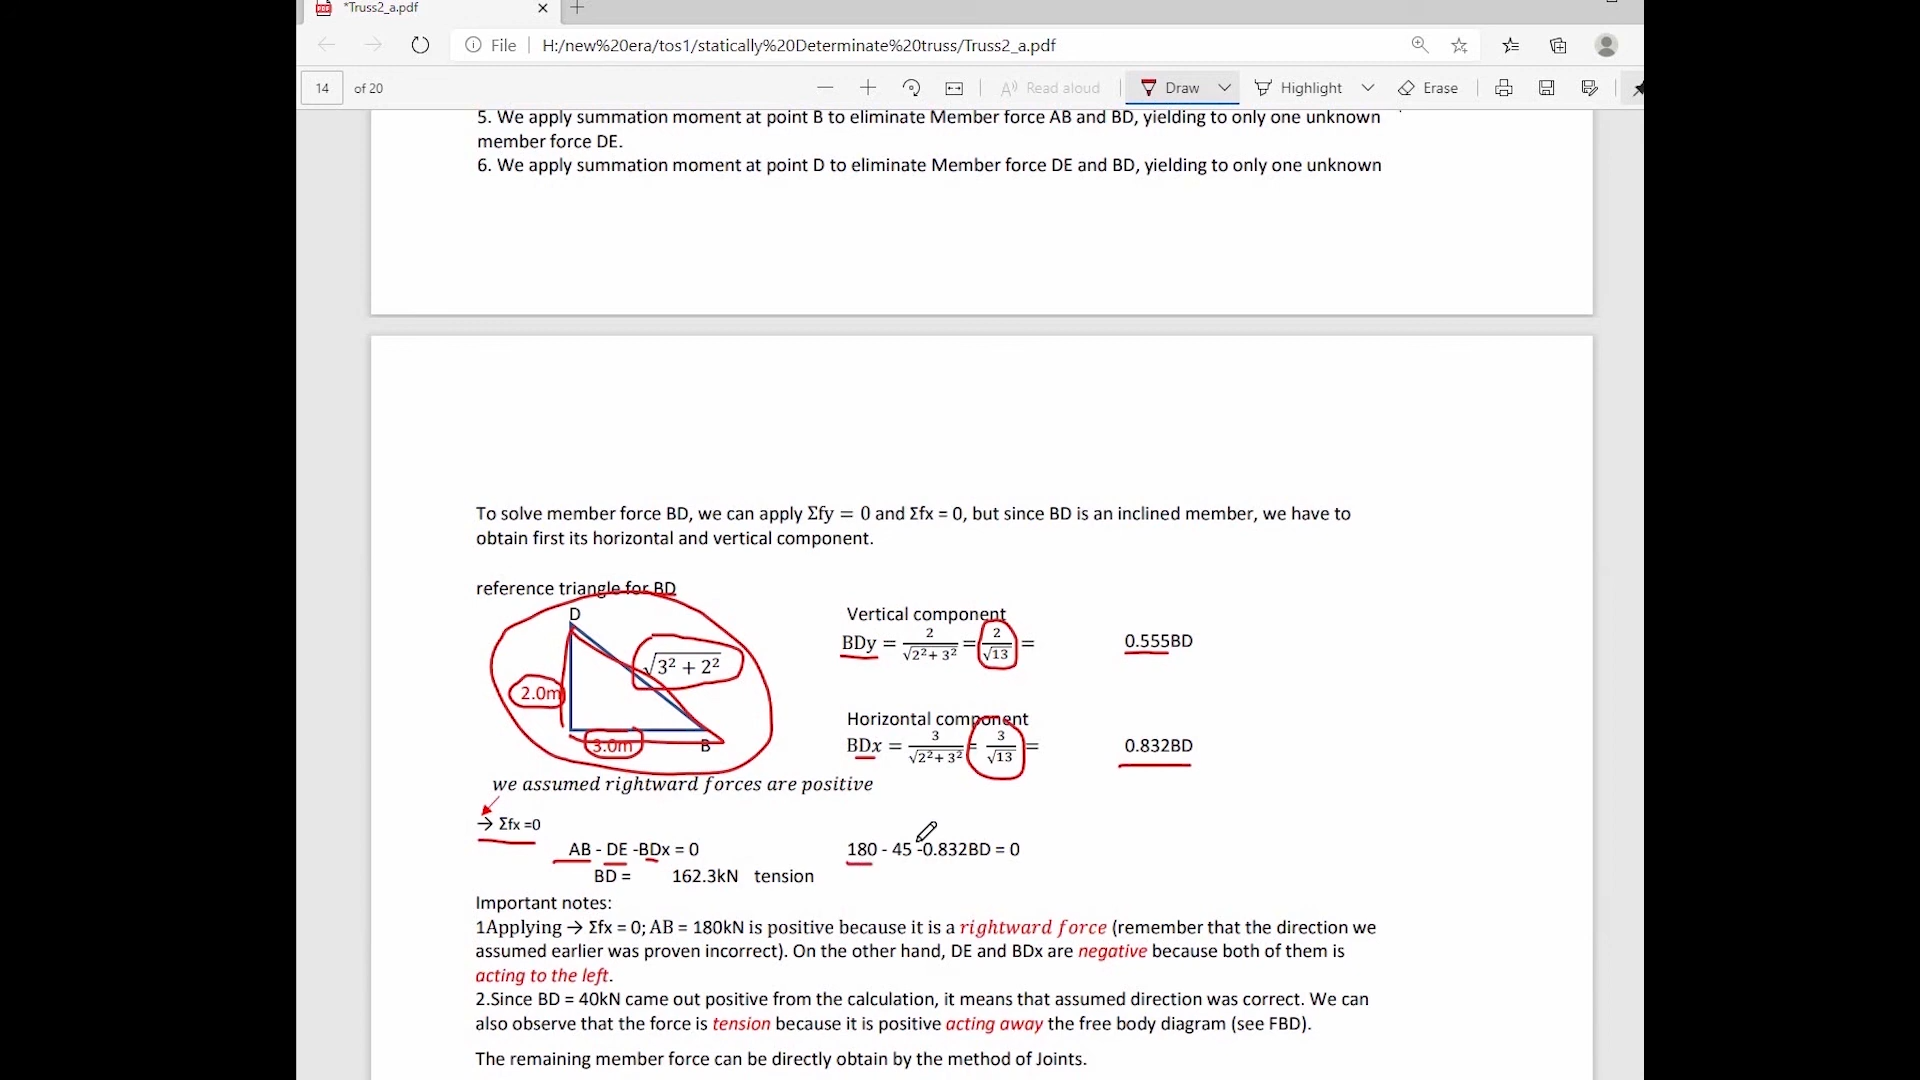 *Truss2_a.pdf
File H:/new%20era/tos1/statically%20Determinate%20truss/Truss2_a.pdf
14 of 20 Read aloud Draw Highlight Erase
5. We apply summation moment at point B to eliminate Member force AB and BD, yielding to only one unknown
member force DE.
6. We apply summation moment at point D to eliminate Member force DE and BD, yielding to only one unknown
To solve member force BD, we can apply Σfy = 0 and Σfx = 0, but since BD is an inclined member, we have to
obtain first its horizontal and vertical component.
reference triangle for BD
D
√3² + 2²
2.0m
3.0m
B
Vertical component
BDy = 2/√2²+ 3² = 2/√13 = 0.555BD
Horizontal component
BDx = 3/√2²+ 3² = 3/√13 = 0.832BD
we assumed rightward forces are positive
→ Σfx =0
AB - DE -BDx = 0 180 - 45 -0.832BD = 0
BD = 162.3kN tension
Important notes:
1Applying → Σfx = 0; AB = 180kN is positive because it is a rightward force (remember that the direction we
assumed earlier was proven incorrect). On the other hand, DE and BDx are negative because both of them is
acting to the left.
2.Since BD = 40kN came out positive from the calculation, it means that assumed direction was correct. We can
also observe that the force is tension because it is positive acting away the free body diagram (see FBD).
The remaining member force can be directly obtain by the method of Joints.